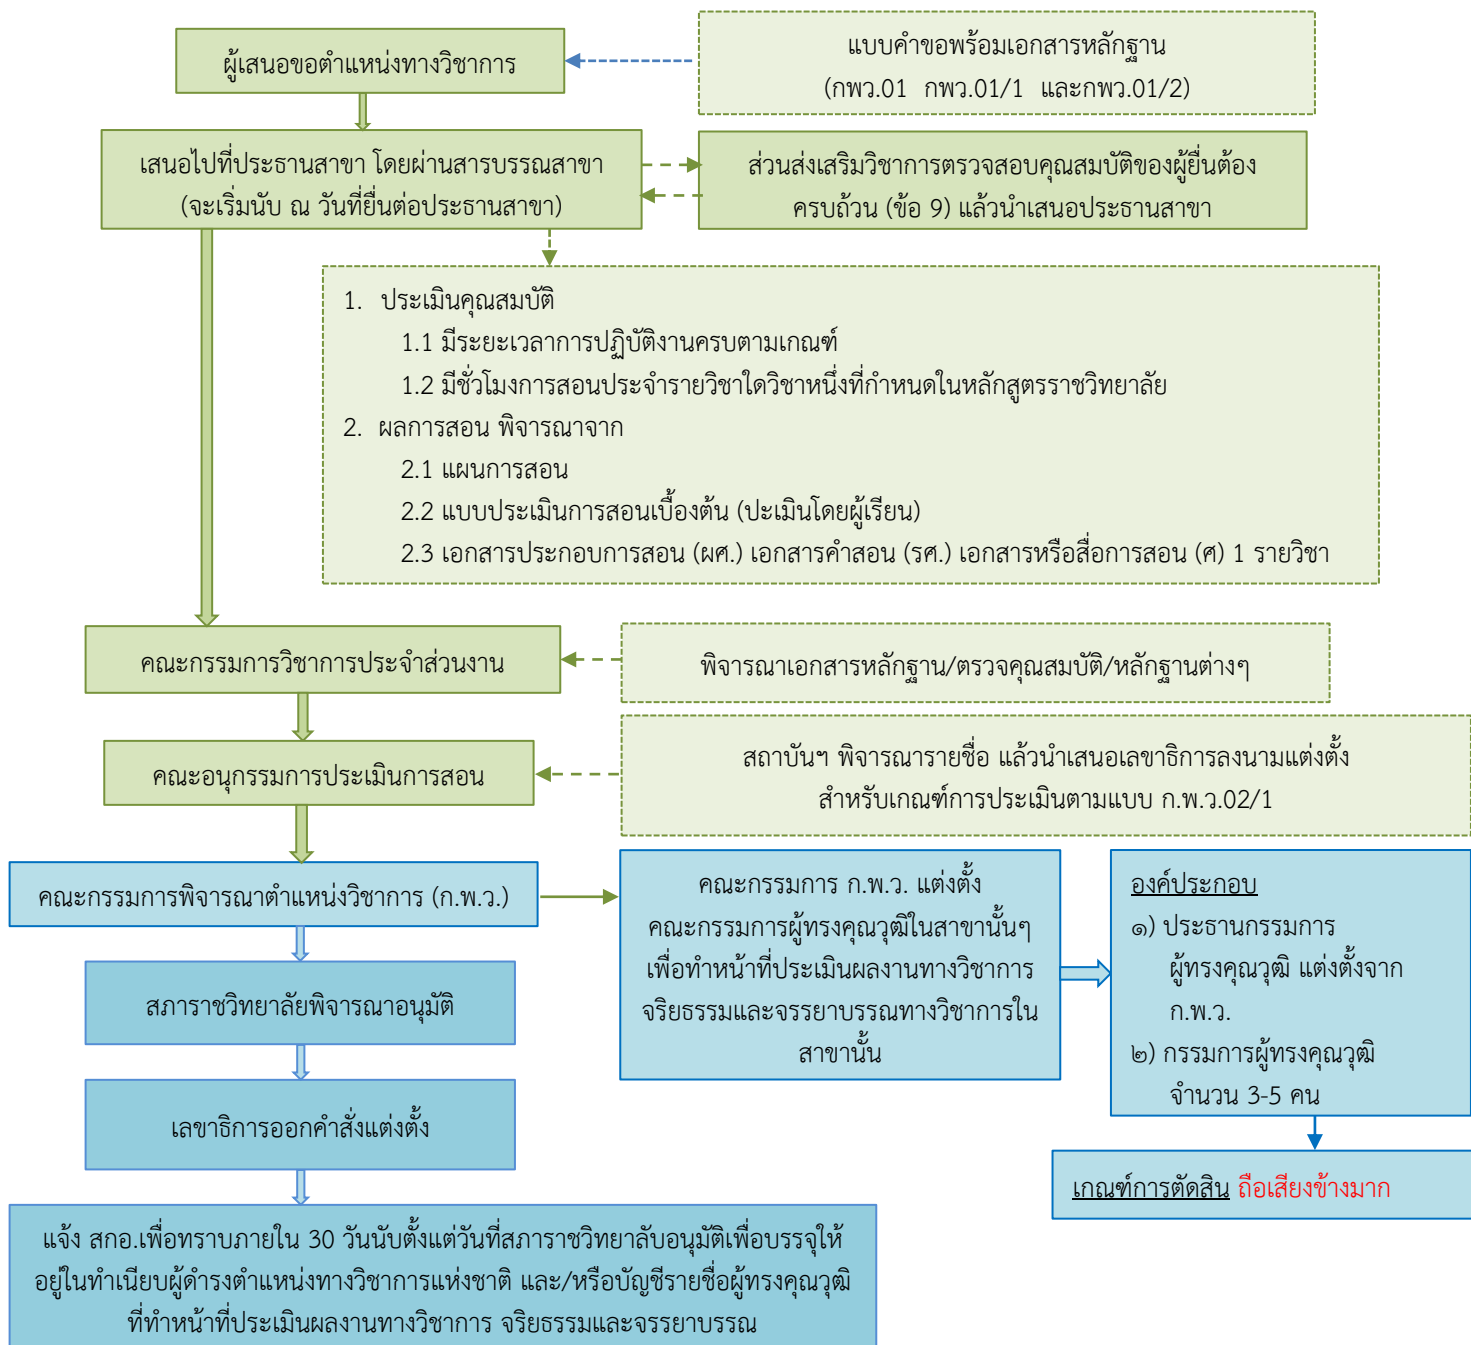 ผู้เสนอขอตำแหน่งทางวิชาการ
แบบคำขอพร้อมเอกสารหลักฐาน
(กพว.01 กพว.01/1 และกพว.01/2)
เสนอไปที่ประธานสาขา โดยผ่านสารบรรณสาขา
(จะเริ่มนับ ณ วันที่ยื่นต่อประธานสาขา)
ส่วนส่งเสริมวิชาการตรวจสอบคุณสมบัติของผู้ยื่นต้อง
ครบถ้วน (ข้อ 9) แล้วนำเสนอประธานสาขา
1. ประเมินคุณสมบัติ
1.1 มีระยะเวลาการปฏิบัติงานครบตามเกณฑ์
1.2 มีชั่วโมงการสอนประจำรายวิชาใดวิชาหนึ่งที่กำหนดในหลักสูตรราชวิทยาลัย
2. ผลการสอน พิจารณาจาก
2.1 แผนการสอน
2.2 แบบประเมินการสอนเบื้องต้น (ปะเมินโดยผู้เรียน)
2.3 เอกสารประกอบการสอน (ผศ.) เอกสารคำสอน (รศ.) เอกสารหรือสื่อการสอน (ศ) 1 รายวิชา
คณะกรรมการวิชาการประจำส่วนงาน
พิจารณาเอกสารหลักฐาน/ตรวจคุณสมบัติ/หลักฐานต่างๆ
คณะอนุกรรมการประเมินการสอน
สถาบันฯ พิจารณารายชื่อ แล้วนำเสนอเลขาธิการลงนามแต่งตั้ง
สำหรับเกณฑ์การประเมินตามแบบ ก.พ.ว.02/1
คณะกรรมการพิจารณาตำแหน่งวิชาการ (ก.พ.ว.)
คณะกรรมการ ก.พ.ว. แต่งตั้ง
คณะกรรมการผู้ทรงคุณวุฒิในสาขานั้นๆ
เพื่อทำหน้าที่ประเมินผลงานทางวิชาการ
จริยธรรมและจรรยาบรรณทางวิชาการใน
สาขานั้น
องค์ประกอบ
๑) ประธานกรรมการ
ผู้ทรงคุณวุฒิ แต่งตั้งจาก
ก.พ.ว.
๒) กรรมการผู้ทรงคุณวุฒิ
จำนวน 3-5 คน
เกณฑ์การตัดสิน ถือเสียงข้างมาก
สภาราชวิทยาลัยพิจารณาอนุมัติ
เลขาธิการออกคำสั่งแต่งตั้ง
แจ้ง สกอ.เพื่อทราบภายใน 30 วันนับตั้งแต่วันที่สภาราชวิทยาลับอนุมัติเพื่อบรรจุให้
อยู่ในทำเนียบผู้ดำรงตำแหน่งทางวิชาการแห่งชาติ และ/หรือบัญชีรายชื่อผู้ทรงคุณวุฒิ
ที่ทำหน้าที่ประเมินผลงานทางวิชาการ จริยธรรมและจรรยาบรรณ